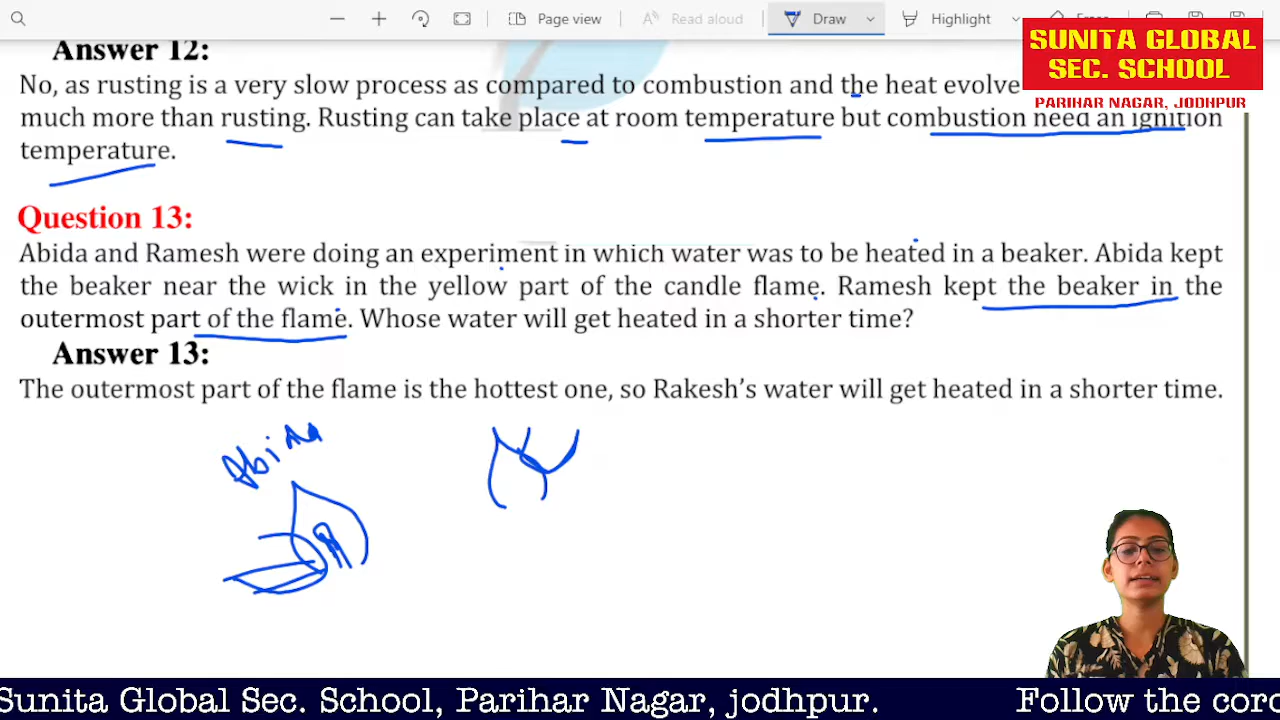 Page view
Read aloud
Draw
Highlight
Answer 12:
SUNITA GLOBAL
SEC. SCHOOL
PARIHAR NAGAR, JODHPUR
No, as rusting is a very slow process as compared to combustion and the heat evolve
much more than rusting. Rusting can take place at room temperature but combustion need an ignition
temperature.
Question 13:
Abida and Ramesh were doing an experiment in which water was to be heated in a beaker. Abida kept
the beaker near the wick in the yellow part of the candle flame. Ramesh kept the beaker in the
outermost part of the flame. Whose water will get heated in a shorter time?
Answer 13:
The outermost part of the flame is the hottest one, so Rakesh's water will get heated in a shorter time.
Abida
Sunita Global Sec. School, Parihar Nagar, jodhpur.
Follow the coro